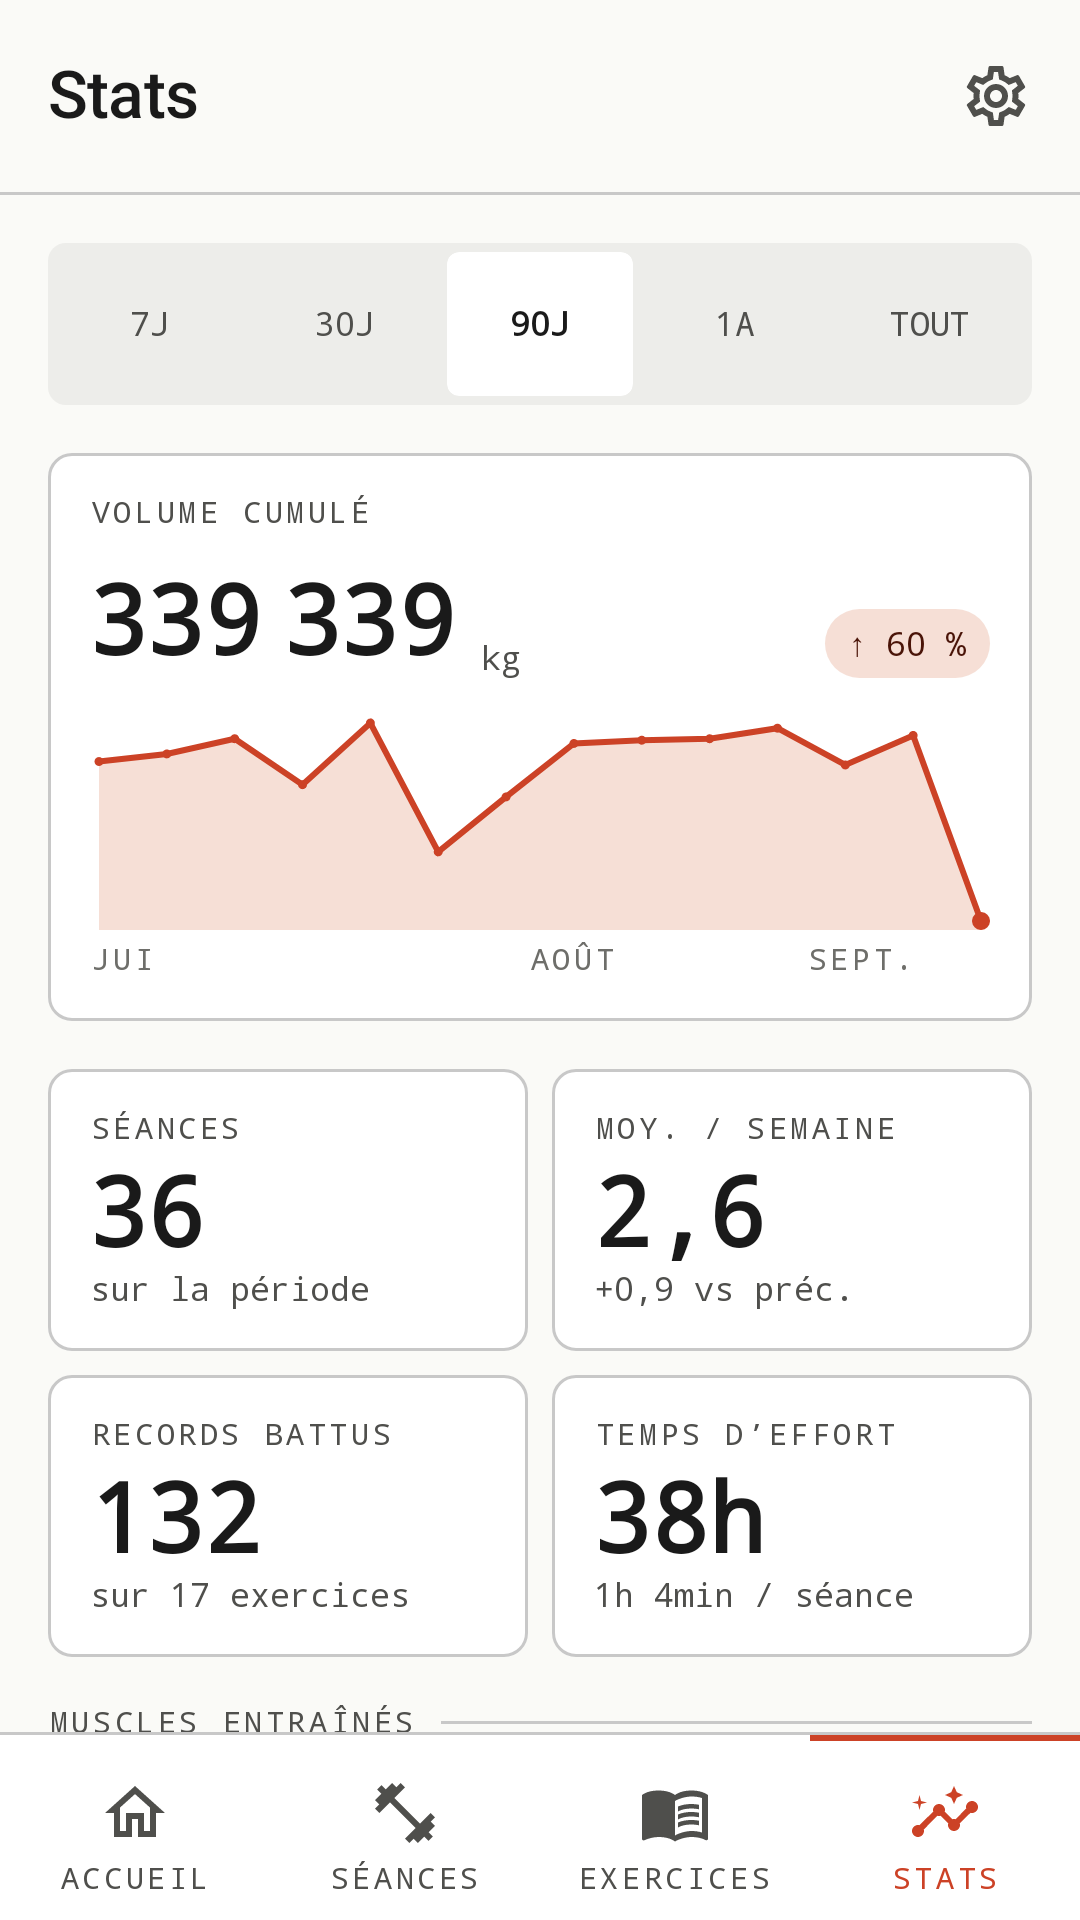 Stats
7J 30J 90J 1A TOUT
VOLUME CUMULÉ
339 339 kg
↑ 60 %
JUI AOÛT SEPT.
SÉANCES
36
sur la période
MOY. / SEMAINE
2,6
+0,9 vs préc.
RECORDS BATTUS
132
sur 17 exercices
TEMPS D’EFFORT
38h
1h 4min / séance
MUSCLES ENTRAÎNÉS
ACCUEIL SÉANCES EXERCICES STATS